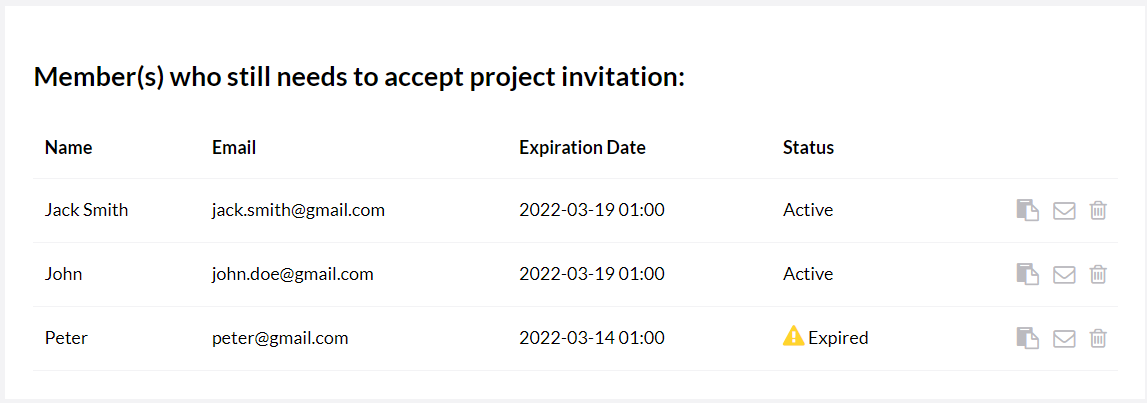 Member(s) who still needs to accept project invitation:
Name Email Expiration Date Status
Jack Smith jack.smith@gmail.com 2022-03-19 01:00 Active
John john.doe@gmail.com 2022-03-19 01:00 Active
Peter peter@gmail.com 2022-03-14 01:00 Expired